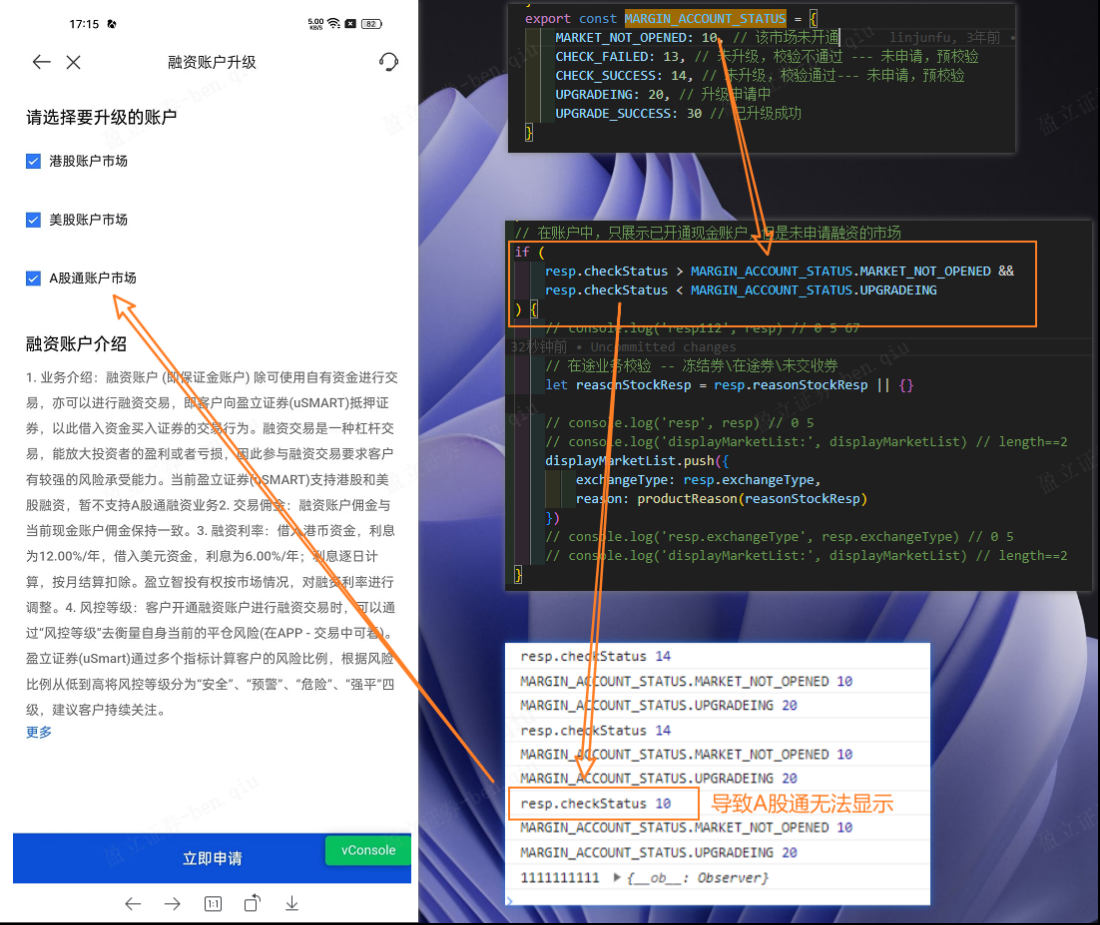 17:15
5.00 KB/S
82
融资账户升级
请选择要升级的账户
港股账户市场
美股账户市场
A股通账户市场
融资账户介绍
1. 业务介绍：融资账户 (即保证金账户) 除可使用自有资金进行交
易，亦可以进行融资交易，即客户向盈立证券(uSMART)抵押证
券，以此借入资金买入证券的交易行为。融资交易是一种杠杆交
易，能放大投资者的盈利或者亏损，因此参与融资交易要求客户
有较强的风险承受能力。当前盈立证券(uSMART)支持港股和美
股融资，暂不支持A股通融资业务2. 交易佣金：融资账户佣金与
当前现金账户佣金保持一致。3. 融资利率：借入港币资金，利息
为12.00%/年，借入美元资金，利息为6.00%/年；利息逐日计
算，按月结算扣除。盈立智投有权按市场情况，对融资利率进行
调整。4. 风控等级：客户开通融资账户进行融资交易时，可以通
过“风控等级”去衡量自身当前的平仓风险(在APP - 交易中可看)。
盈立证券(uSmart)通过多个指标计算客户的风险比例，根据风险
比例从低到高将风控等级分为“安全”、“预警”、“危险”、“强平”四
级，建议客户持续关注。
更多
立即申请
vConsole
1:1
export const MARGIN_ACCOUNT_STATUS = {
MARKET_NOT_OPENED: 10, // 该市场未开通 linjunfu, 3年前 •
CHECK_FAILED: 13, // 未升级，校验不通过 --- 未申请，预校验
CHECK_SUCCESS: 14, // 未升级，校验通过--- 未申请，预校验
UPGRADEING: 20, // 升级申请中
UPGRADE_SUCCESS: 30 // 已升级成功
}
// 在账户中，只展示已开通现金账户，但是未申请融资的市场
if (
resp.checkStatus > MARGIN_ACCOUNT_STATUS.MARKET_NOT_OPENED &&
resp.checkStatus < MARGIN_ACCOUNT_STATUS.UPGRADEING
) {
// console.log('resp112', resp) // 0 5 67
32秒钟前 • Uncommitted changes
// 在途业务校验 -- 冻结券\在途券\未交收券
let reasonStockResp = resp.reasonStockResp || {}
// console.log('resp', resp) // 0 5
// console.log('displayMarketList:', displayMarketList) // length==2
displayMarketList.push({
exchangeType: resp.exchangeType,
reason: productReason(reasonStockResp)
})
// console.log('resp.exchangeType', resp.exchangeType) // 0 5
// console.log('displayMarketList:', displayMarketList) // length==2
}
resp.checkStatus 14
MARGIN_ACCOUNT_STATUS.MARKET_NOT_OPENED 10
MARGIN_ACCOUNT_STATUS.UPGRADEING 20
resp.checkStatus 14
MARGIN_ACCOUNT_STATUS.MARKET_NOT_OPENED 10
MARGIN_ACCOUNT_STATUS.UPGRADEING 20
resp.checkStatus 10 导致A股通无法显示
MARGIN_ACCOUNT_STATUS.MARKET_NOT_OPENED 10
MARGIN_ACCOUNT_STATUS.UPGRADEING 20
1111111111 ▶ {__ob__: Observer}
>
盈立证券-ben.qiu